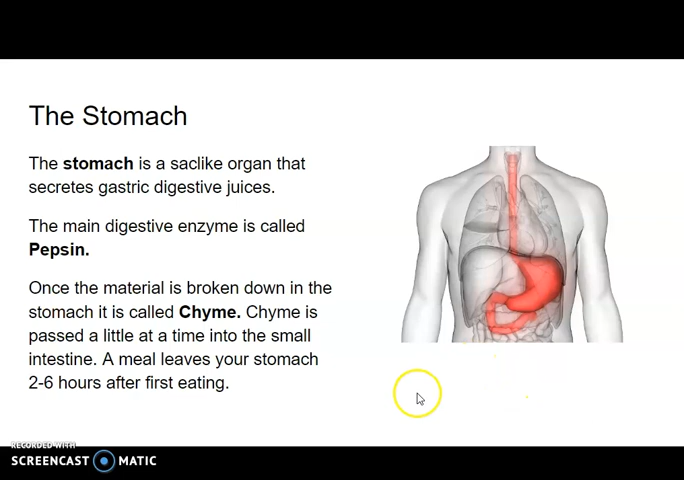 The Stomach
The stomach is a saclike organ that
secretes gastric digestive juices.
The main digestive enzyme is called
Pepsin.
Once the material is broken down in the
stomach it is called Chyme. Chyme is
passed a little at a time into the small
intestine. A meal leaves your stomach
2-6 hours after first eating.
RECORDED WITH
SCREENCAST MATIC